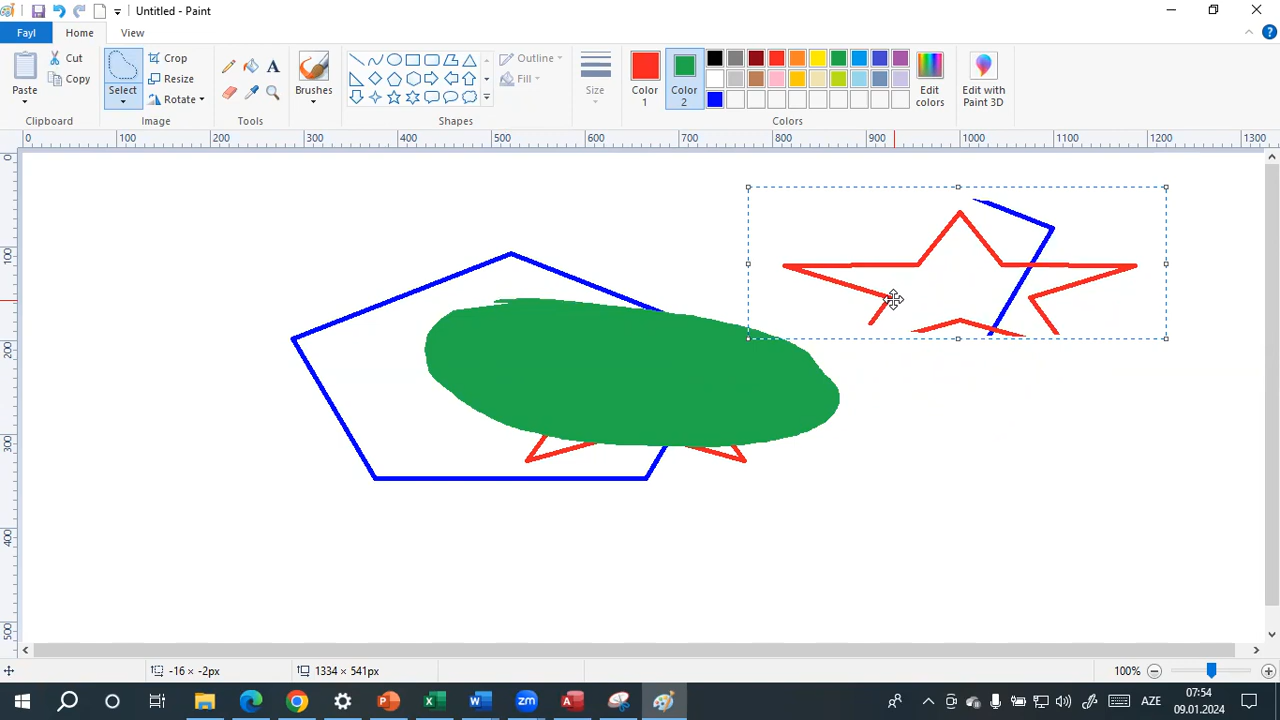 Untitled - Paint
Fayl
Home
View
Paste
Cut
Copy
Clipboard
Select
Crop
Resize
Rotate
Image
A
Tools
Brushes
Outline
Fill
Shapes
Size
Color 1
Color 2
Edit colors
Colors
Edit with Paint 3D
0 100 200 300 400 500 600 700 800 900 1000 1100 1200 1300
0
100
200
300
400
500
-16 × -2px
1334 × 541px
100%
AZE
07:54
09.01.2024